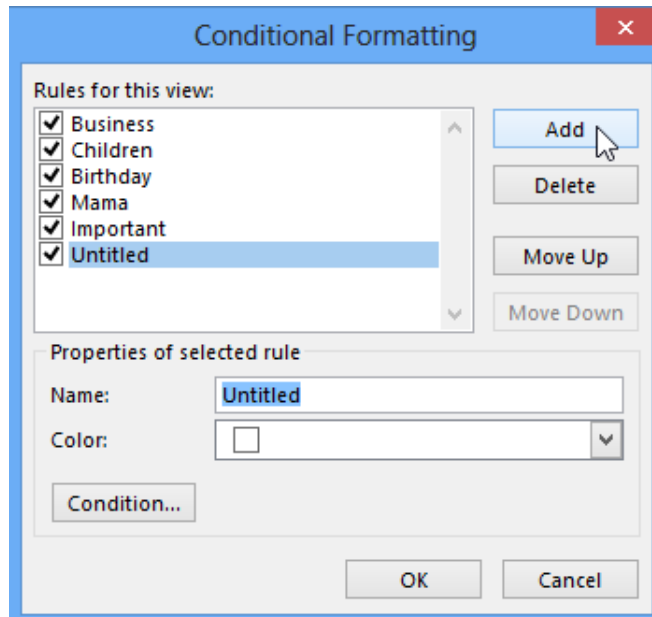 Conditional Formatting
Rules for this view:
Business
Children
Birthday
Mama
Important
Untitled
Add
Delete
Move Up
Move Down
Properties of selected rule
Name: Untitled
Color:
Condition...
OK Cancel